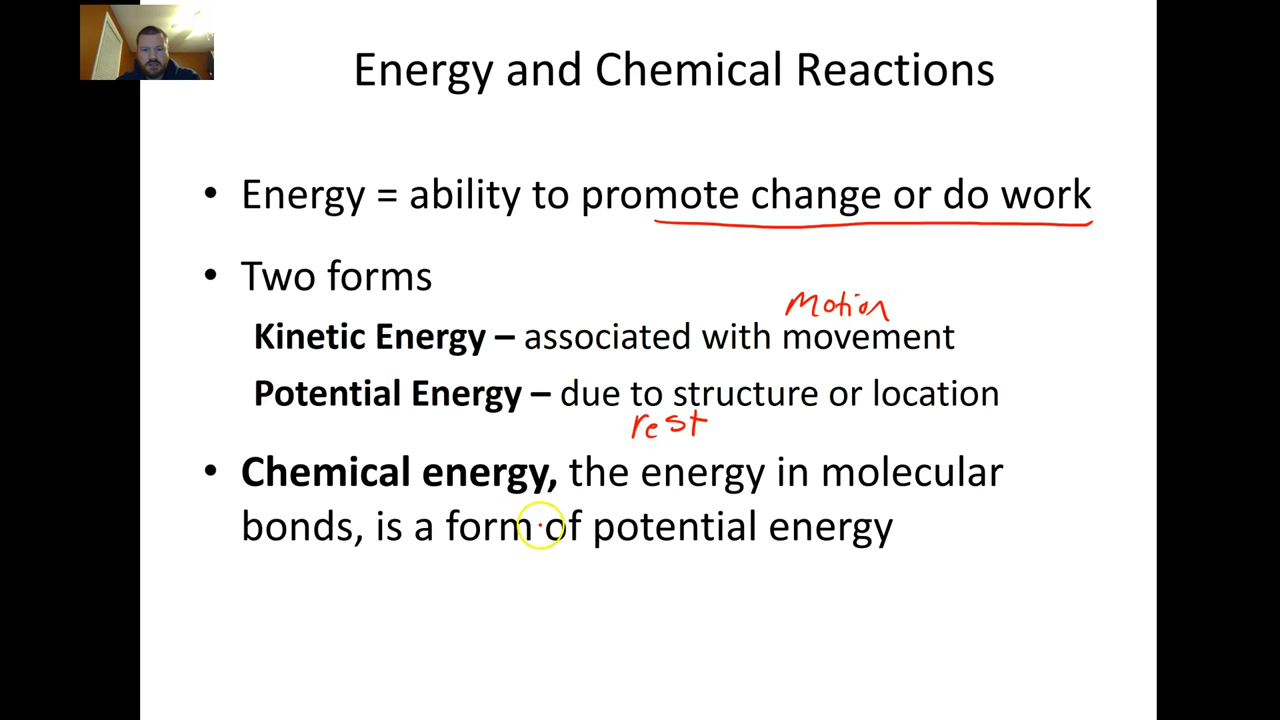 Energy and Chemical Reactions
• Energy = ability to promote change or do work
• Two forms
Motion
Kinetic Energy – associated with movement
Potential Energy – due to structure or location
rest
• Chemical energy, the energy in molecular
bonds, is a form of potential energy